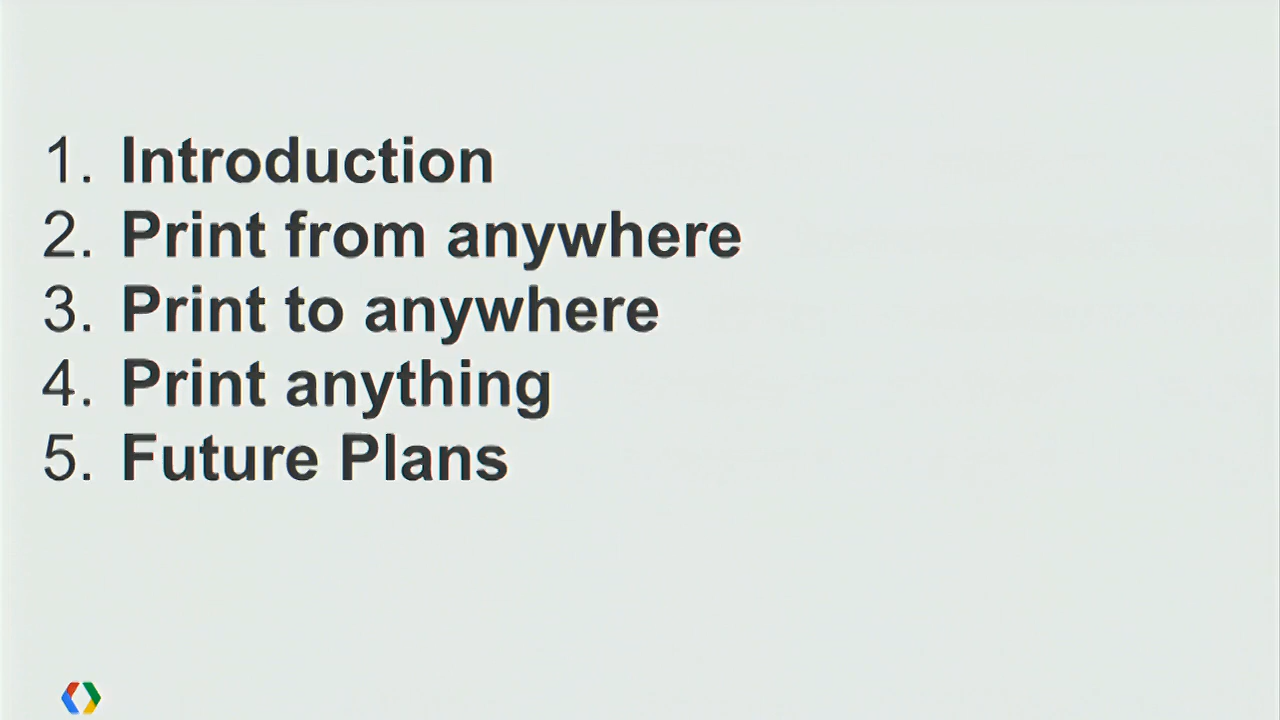 1. Introduction
2. Print from anywhere
3. Print to anywhere
4. Print anything
5. Future Plans